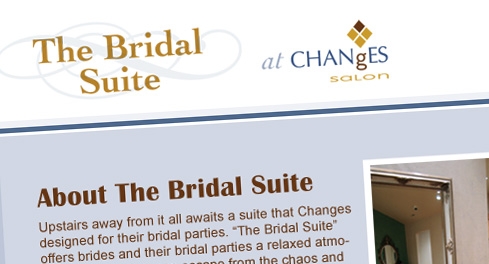 The Bridal
Suite
at CHANgES
salon
About The Bridal Suite
Upstairs away from it all awaits a suite that Changes
designed for their bridal parties. “The Bridal Suite”
offers brides and their bridal parties a relaxed atmo-
escape from the chaos and